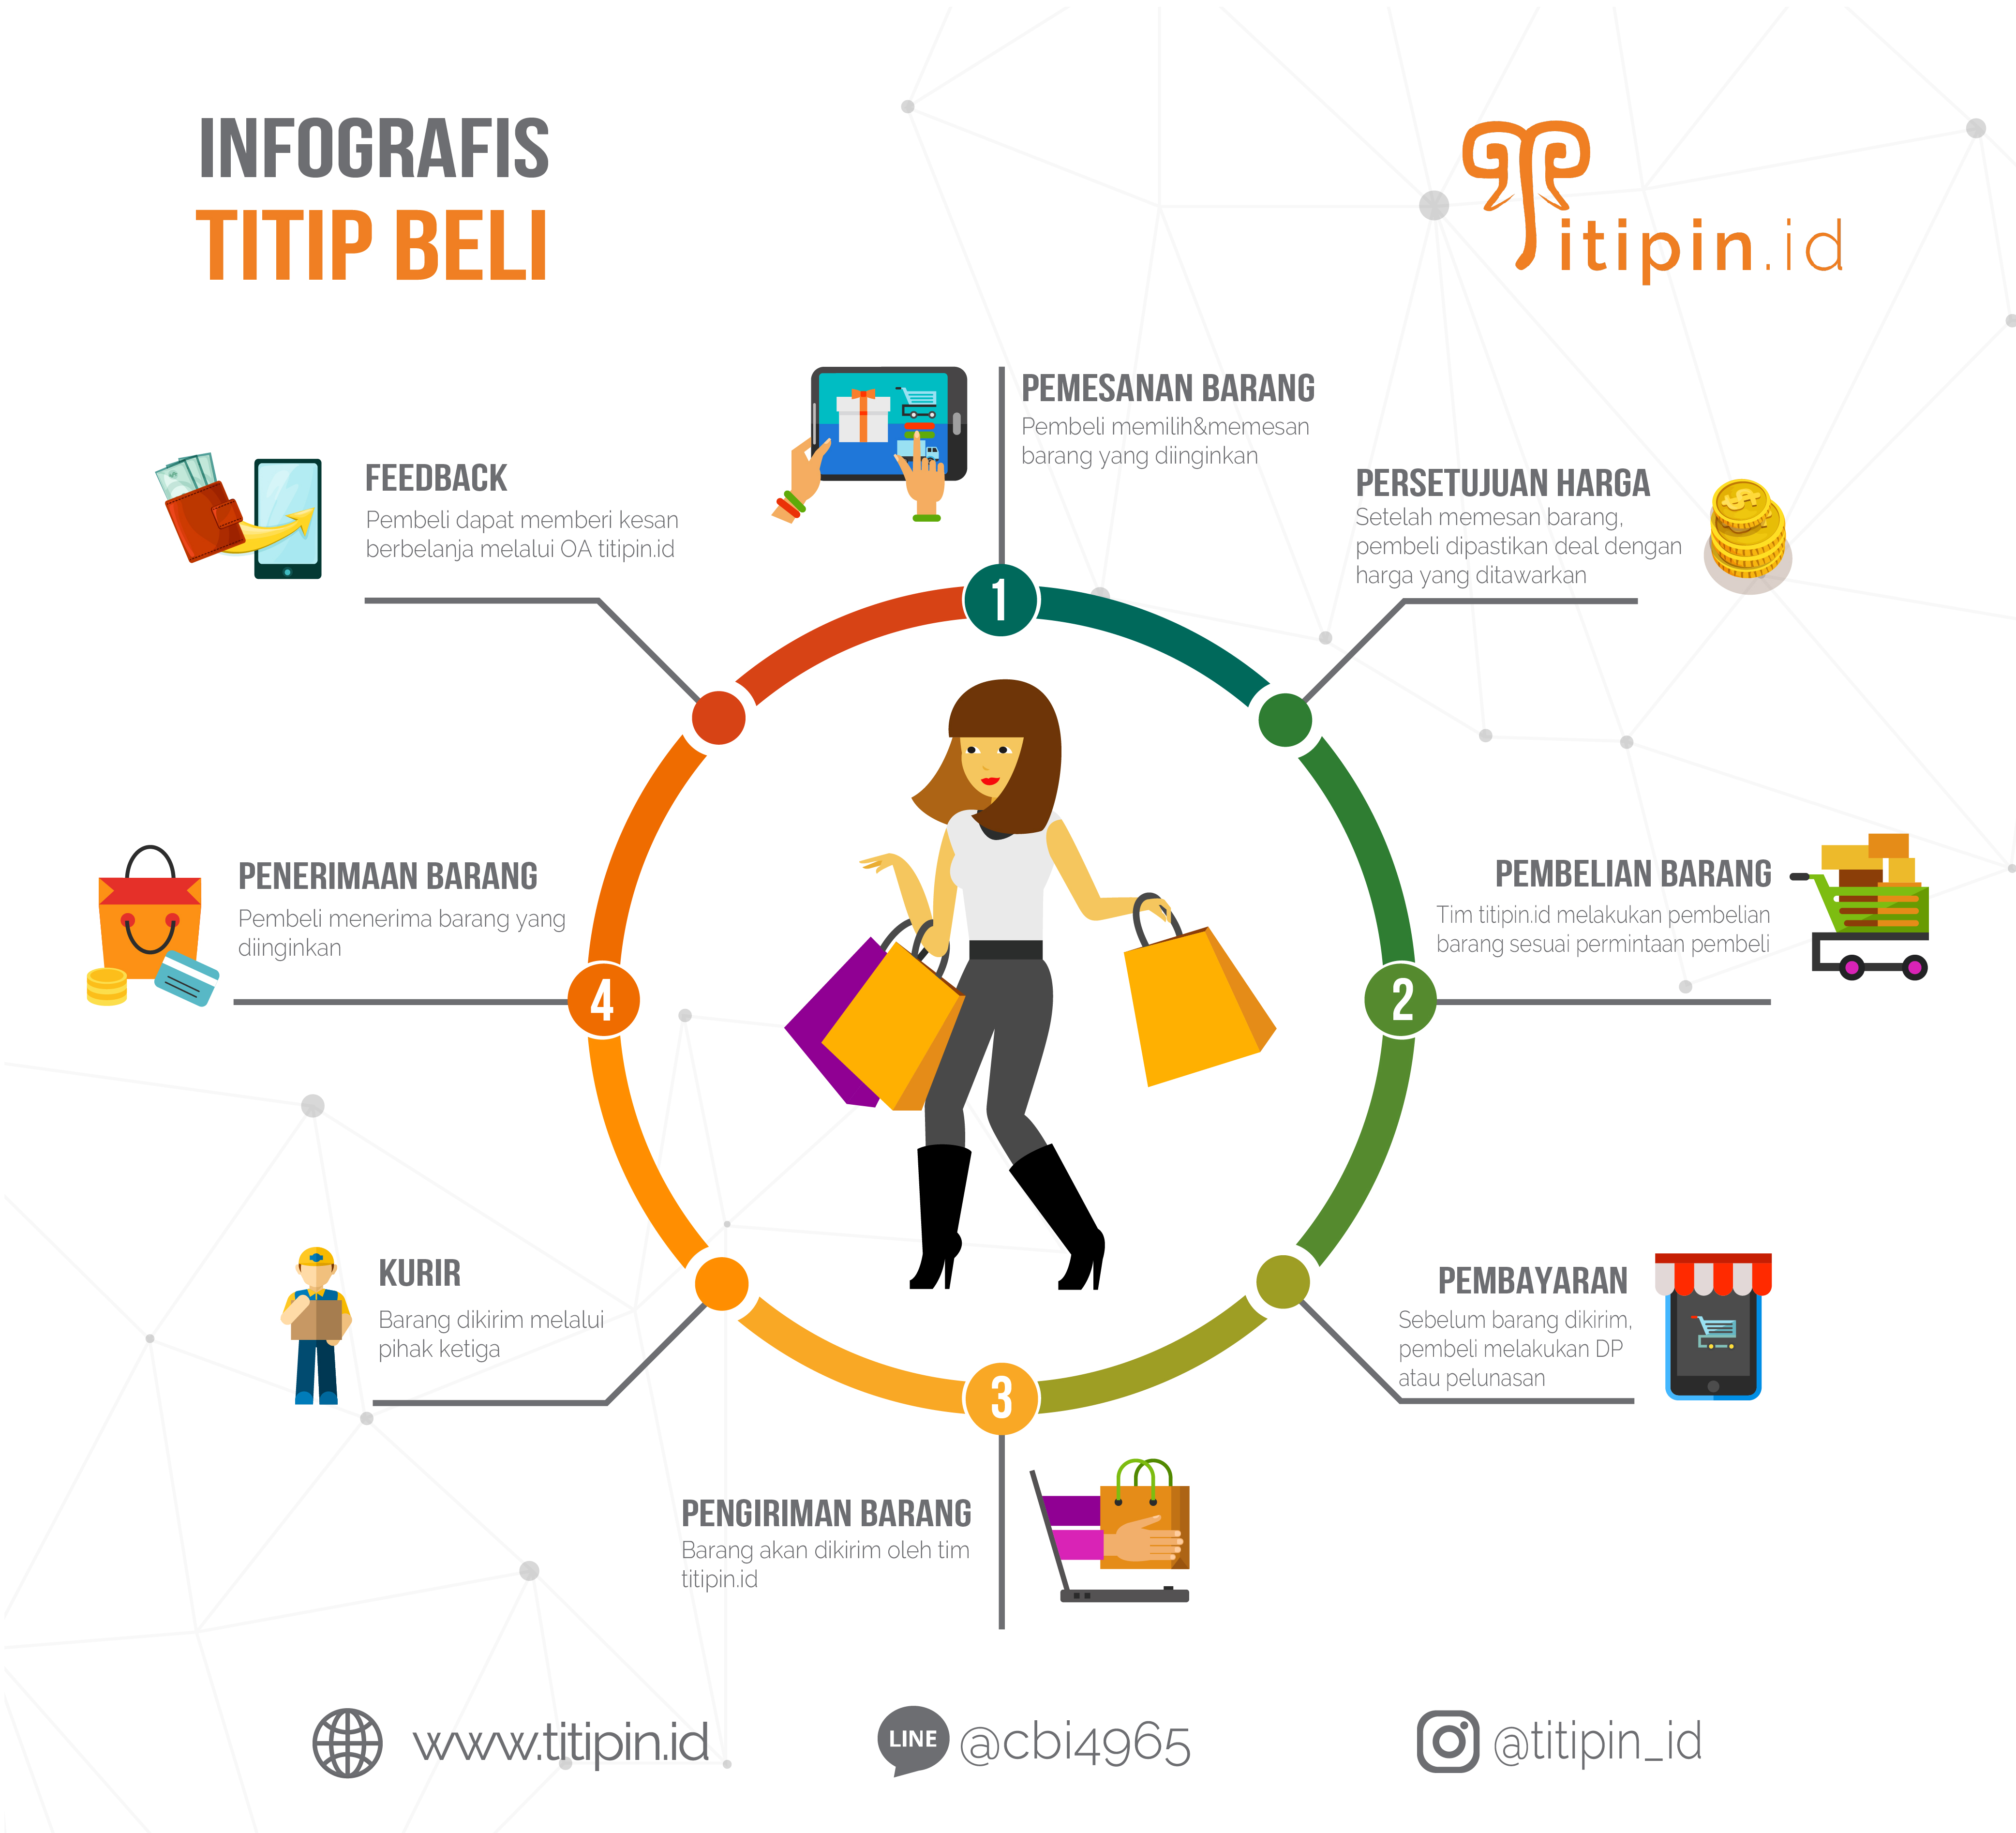 INFOGRAFIS
TITIP BELI
Titipin.id
1
PEMESANAN BARANG
Pembeli memilih&memesan
barang yang diinginkan
PERSETUJUAN HARGA
Setelah memesan barang,
pembeli dipastikan deal dengan
harga yang ditawarkan
2
PEMBELIAN BARANG
Tim titipin.id melakukan pembelian
barang sesuai permintaan pembeli
PEMBAYARAN
Sebelum barang dikirim,
pembeli melakukan DP
atau pelunasan
3
PENGIRIMAN BARANG
Barang akan dikirim oleh tim
titipin.id
KURIR
Barang dikirim melalui
pihak ketiga
4
PENERIMAAN BARANG
Pembeli menerima barang yang
diinginkan
FEEDBACK
Pembeli dapat memberi kesan
berbelanja melalui OA titipin.id
www.titipin.id
LINE @cbi4965
@titipin_id